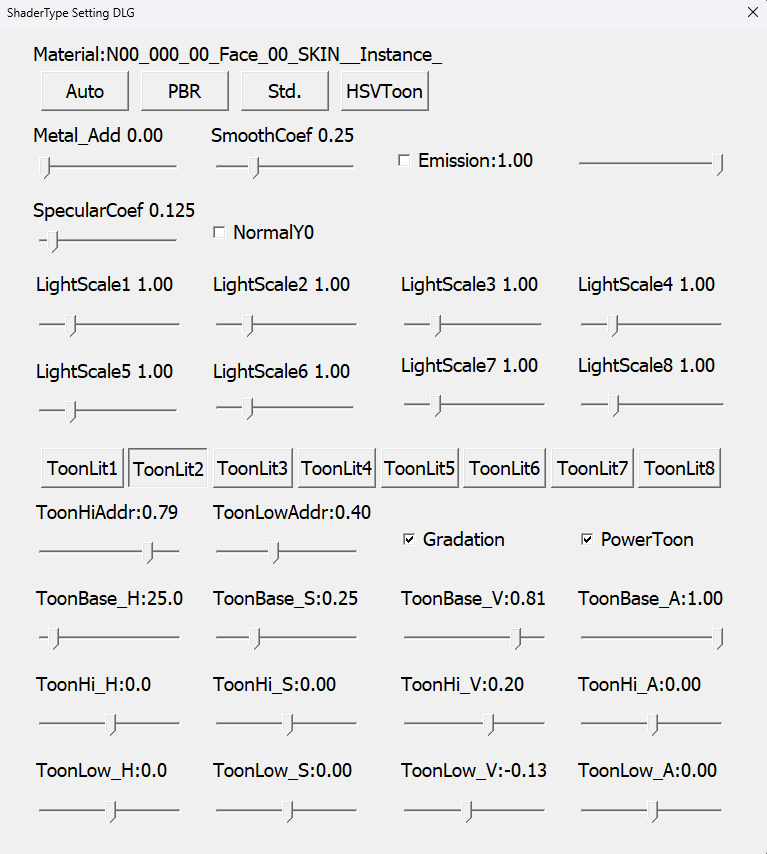 ShaderType Setting DLG
Material:N00_000_00_Face_00_SKIN__Instance_
Auto PBR Std. HSVToon
Metal_Add 0.00 SmoothCoef 0.25
Emission:1.00
SpecularCoef 0.125
NormalY0
LightScale1 1.00 LightScale2 1.00 LightScale3 1.00 LightScale4 1.00
LightScale5 1.00 LightScale6 1.00 LightScale7 1.00 LightScale8 1.00
ToonLit1 ToonLit2 ToonLit3 ToonLit4 ToonLit5 ToonLit6 ToonLit7 ToonLit8
ToonHiAddr:0.79 ToonLowAddr:0.40
Gradation PowerToon
ToonBase_H:25.0 ToonBase_S:0.25 ToonBase_V:0.81 ToonBase_A:1.00
ToonHi_H:0.0 ToonHi_S:0.00 ToonHi_V:0.20 ToonHi_A:0.00
ToonLow_H:0.0 ToonLow_S:0.00 ToonLow_V:-0.13 ToonLow_A:0.00